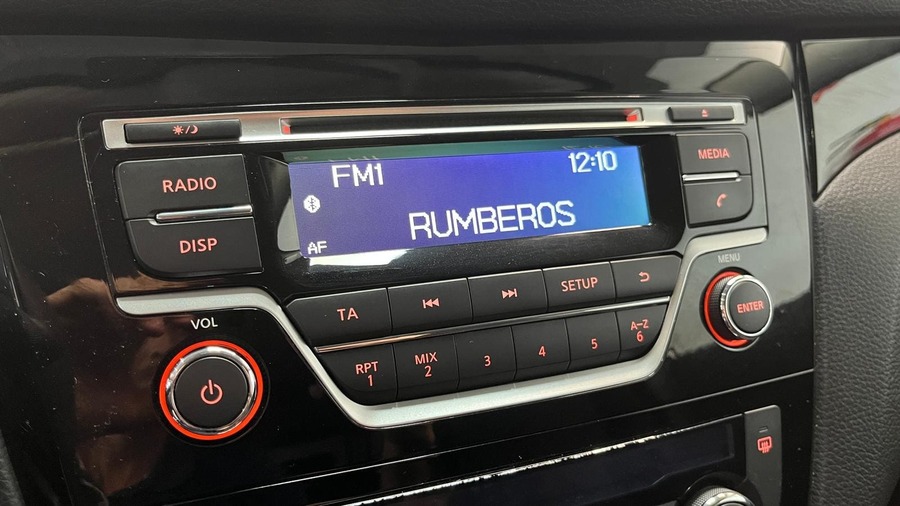 FM1 12:10
RUMBEROS
AF
RADIO
DISP
MEDIA
MENU
ENTER
VOL
TA
SETUP
RPT
1
MIX
2
3
4
5
A-Z
6